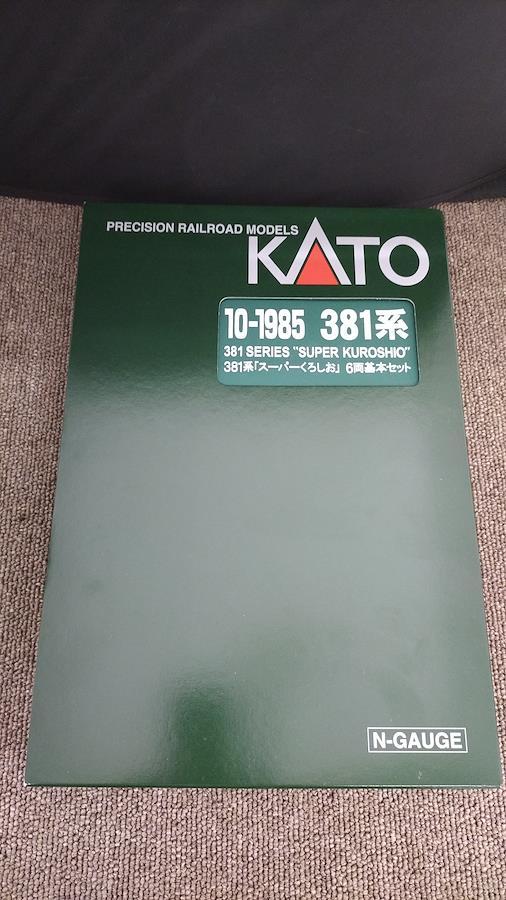 PRECISION RAILROAD MODELS
KATO
10-1985 381系
381 SERIES "SUPER KUROSHIO"
381系「スーパーくろしお」 6両基本セット
N-GAUGE